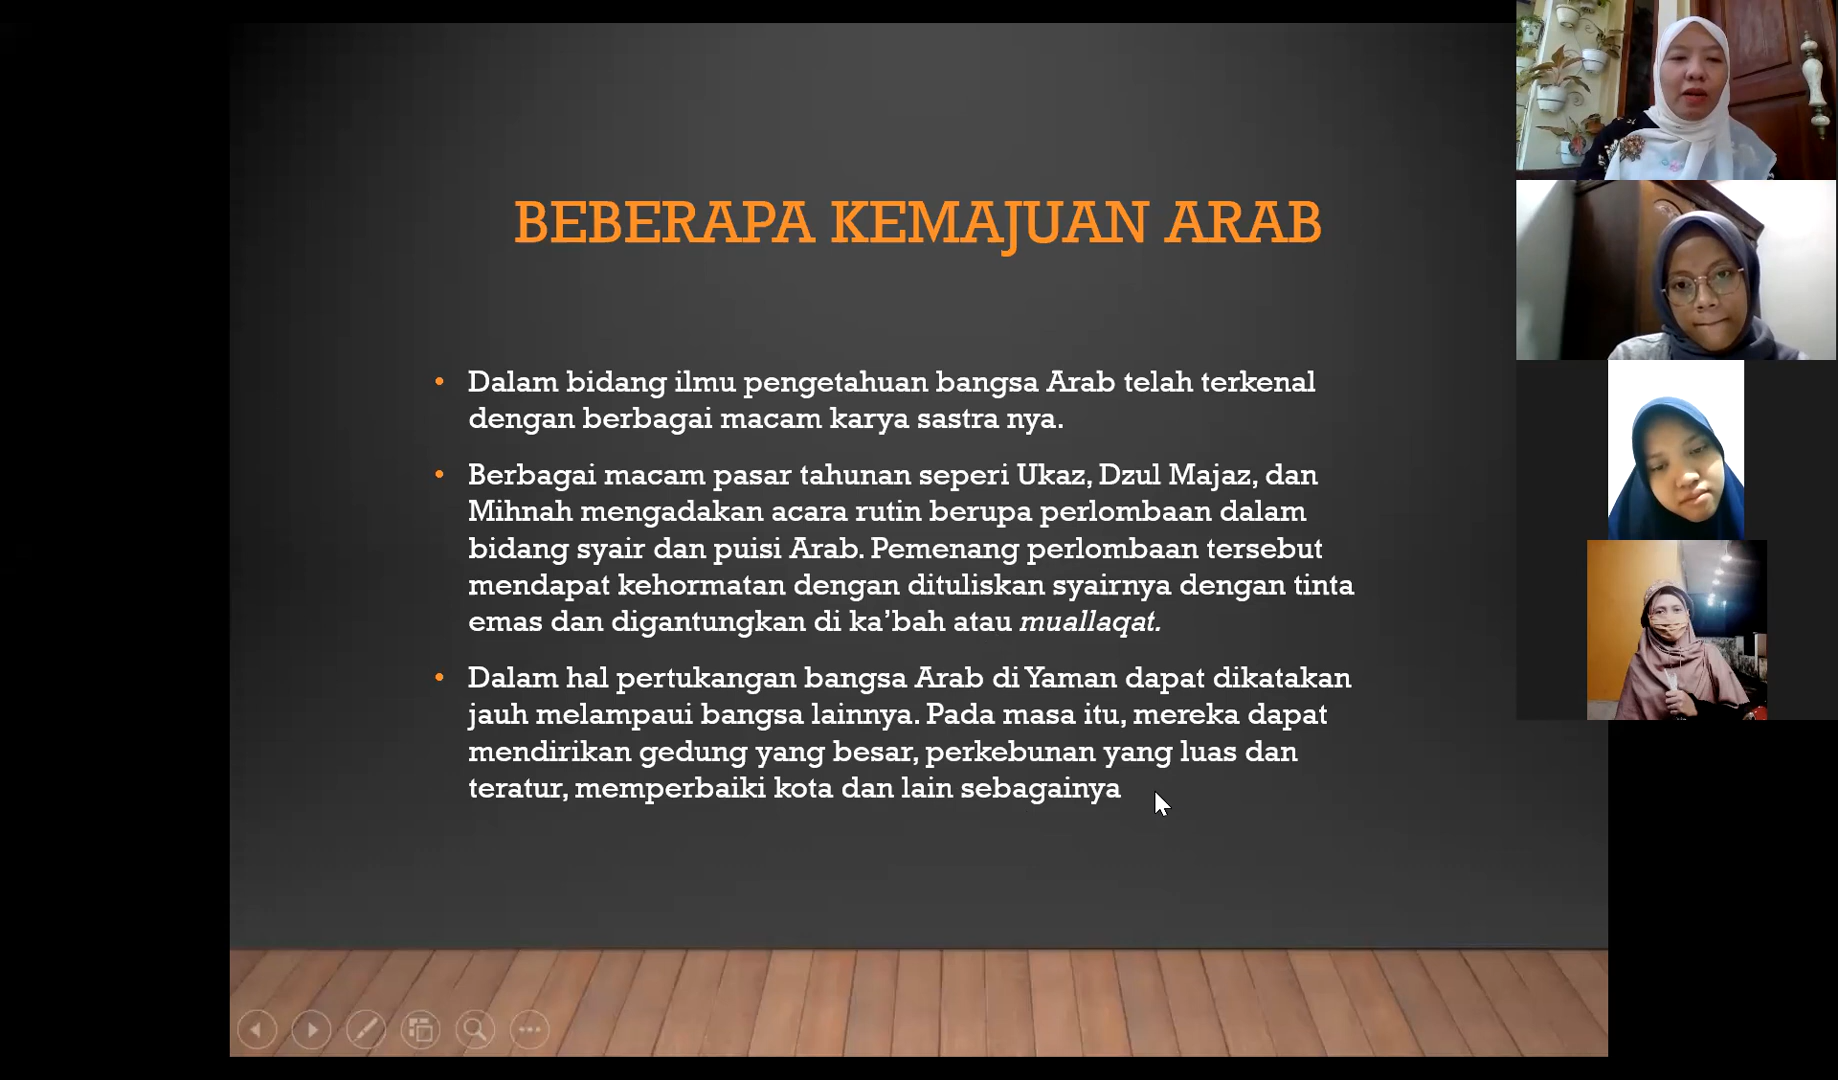 BEBERAPA KEMAJUAN ARAB
• Dalam bidang ilmu pengetahuan bangsa Arab telah terkenal
dengan berbagai macam karya sastra nya.
• Berbagai macam pasar tahunan seperi Ukaz, Dzul Majaz, dan
Mihnah mengadakan acara rutin berupa perlombaan dalam
bidang syair dan puisi Arab. Pemenang perlombaan tersebut
mendapat kehormatan dengan dituliskan syairnya dengan tinta
emas dan digantungkan di ka’bah atau muallaqat.
• Dalam hal pertukangan bangsa Arab di Yaman dapat dikatakan
jauh melampaui bangsa lainnya. Pada masa itu, mereka dapat
mendirikan gedung yang besar, perkebunan yang luas dan
teratur, memperbaiki kota dan lain sebagainya